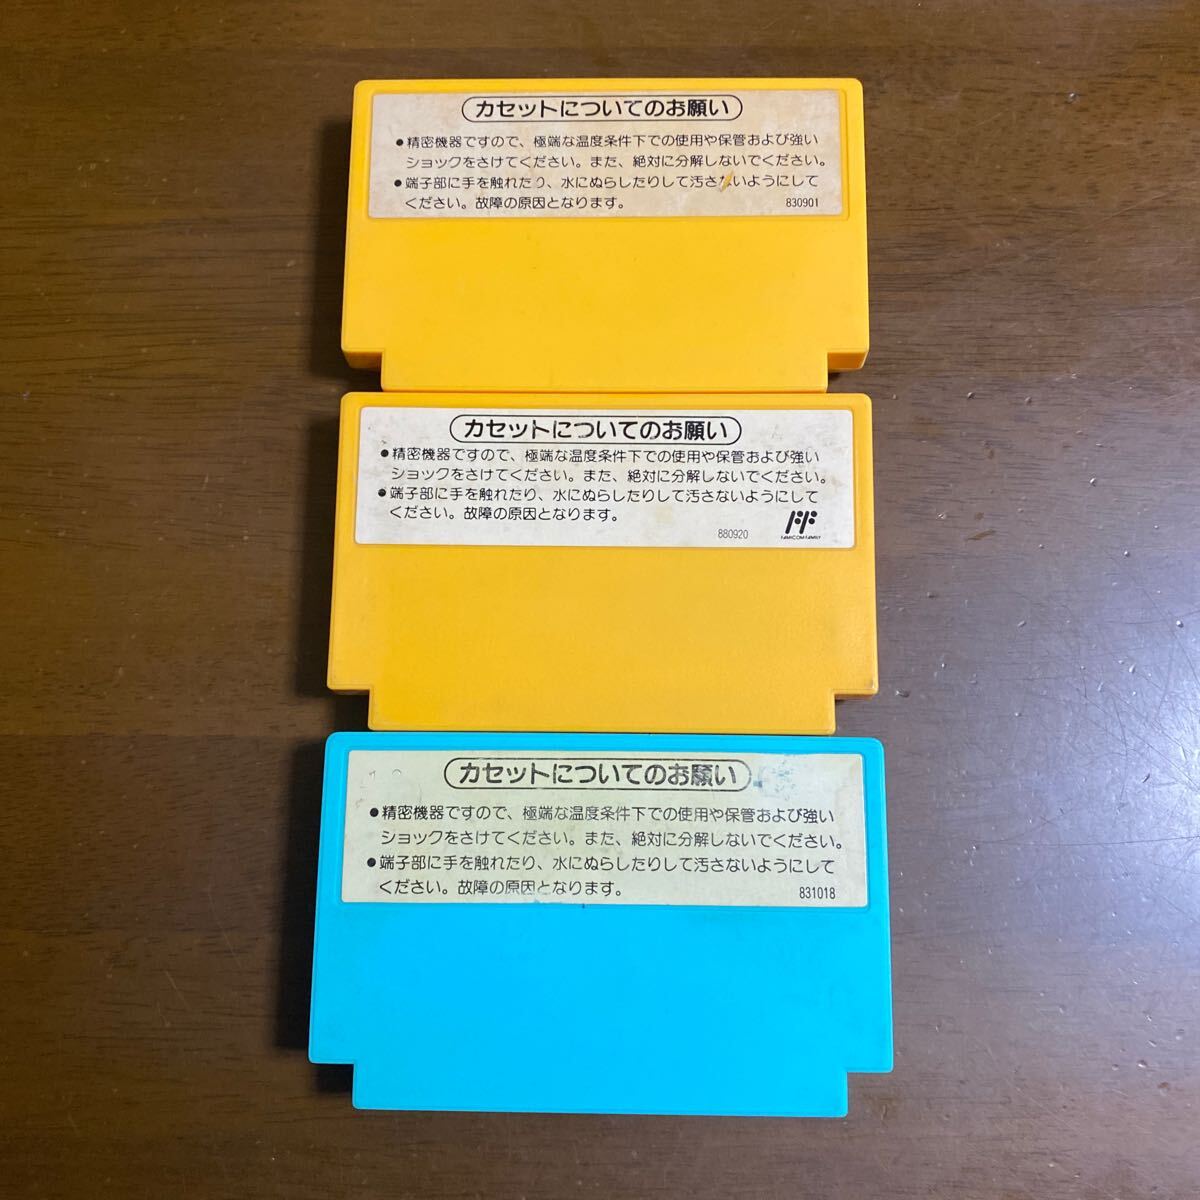 カセットについてのお願い
●精密機器ですので、極端な温度条件下での使用や保管および強い
ショックをさけてください。また、絶対に分解しないでください。
●端子部に手を触れたり、水にぬらしたりして汚さないようにして
ください。故障の原因となります。
830901
カセットについてのお願い
●精密機器ですので、極端な温度条件下での使用や保管および強い
ショックをさけてください。また、絶対に分解しないでください。
●端子部に手を触れたり、水にぬらしたりして汚さないようにして
ください。故障の原因となります。
880920
FAMICOM FAMILY
カセットについてのお願い
●精密機器ですので、極端な温度条件下での使用や保管および強い
ショックをさけてください。また、絶対に分解しないでください。
●端子部に手を触れたり、水にぬらしたりして汚さないようにして
ください。故障の原因となります。
831018